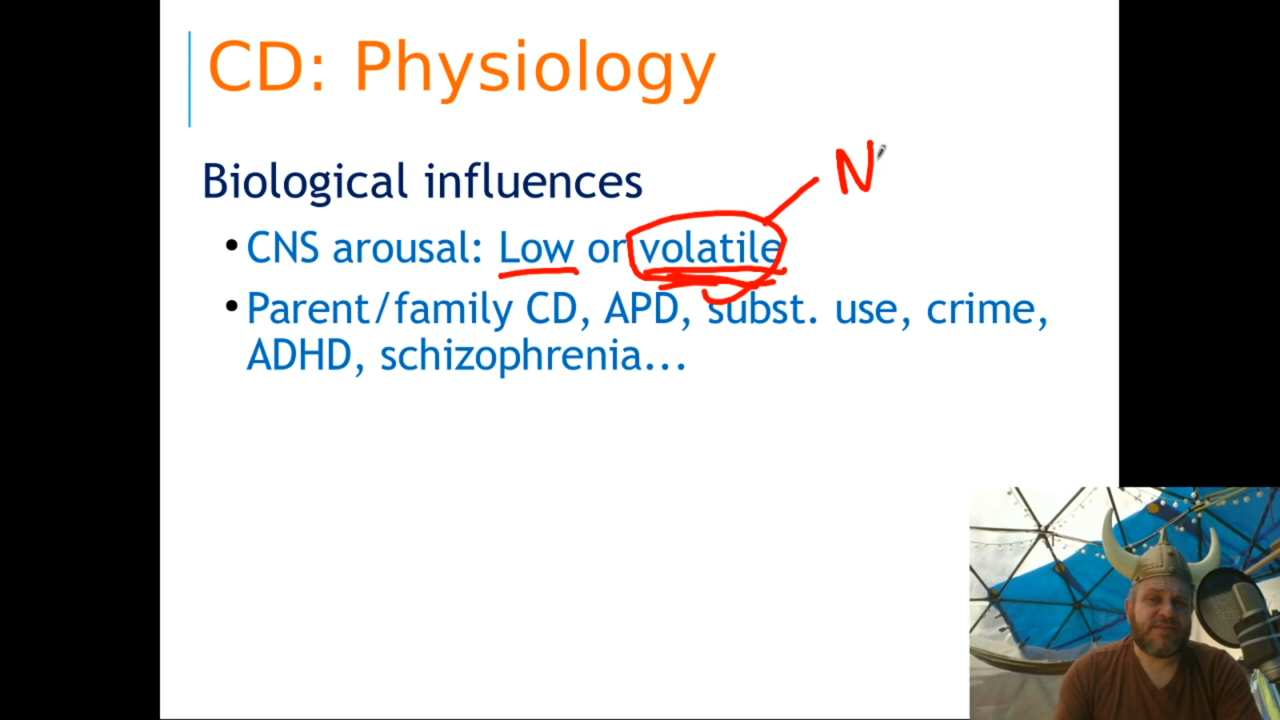 CD: Physiology
N
Biological influences
• CNS arousal: Low or volatile
• Parent/family CD, APD, subst. use, crime,
ADHD, schizophrenia...